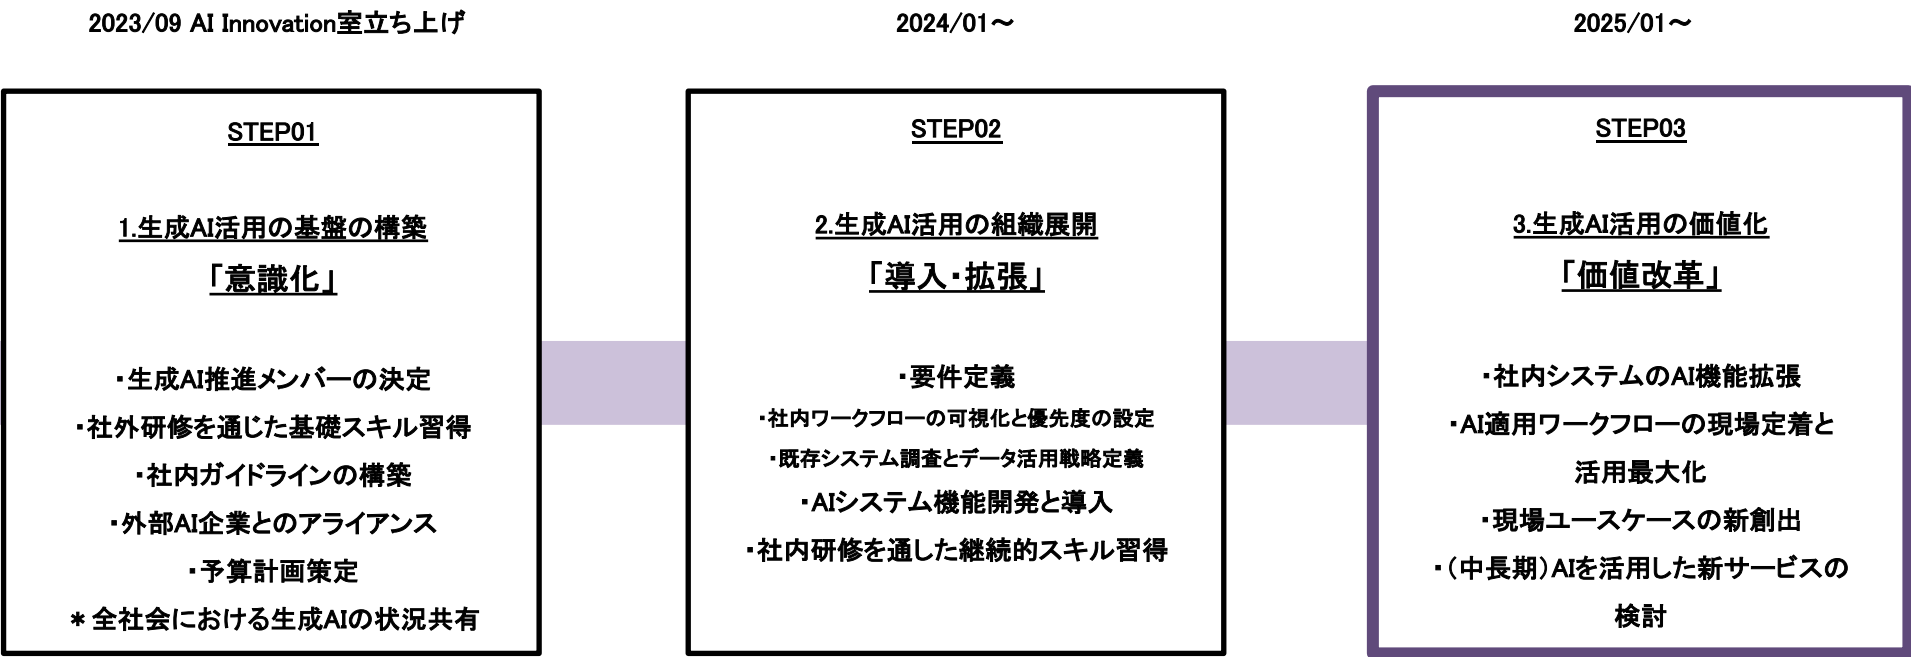 2023/09 AI Innovation室立ち上げ
STEP01
1.生成AI活用の基盤の構築
「意識化」
・生成AI推進メンバーの決定
・社外研修を通じた基礎スキル習得
・社内ガイドラインの構築
・外部AI企業とのアライアンス
・予算計画策定
＊全社会における生成AIの状況共有
2024/01～
STEP02
2.生成AI活用の組織展開
「導入・拡張」
・要件定義
・社内ワークフローの可視化と優先度の設定
・既存システム調査とデータ活用戦略定義
・AIシステム機能開発と導入
・社内研修を通した継続的スキル習得
2025/01～
STEP03
3.生成AI活用の価値化
「価値改革」
・社内システムのAI機能拡張
・AI適用ワークフローの現場定着と
活用最大化
・現場ユースケースの新創出
・（中長期）AIを活用した新サービスの
検討